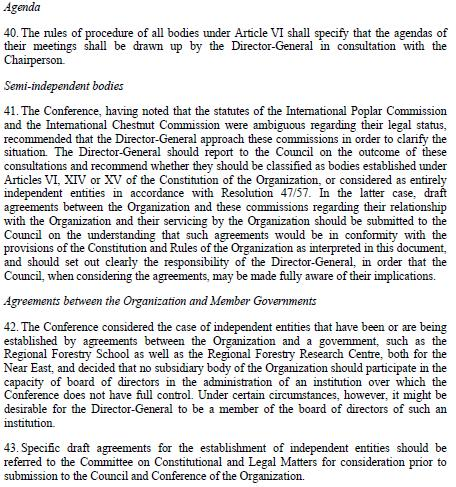 Agenda
40. The rules of procedure of all bodies under Article VI shall specify that the agendas of
their meetings shall be drawn up by the Director-General in consultation with the
Chairperson.
Semi-independent bodies
41. The Conference, having noted that the statutes of the International Poplar Commission
and the International Chestnut Commission were ambiguous regarding their legal status,
recommended that the Director-General approach these commissions in order to clarify the
situation. The Director-General should report to the Council on the outcome of these
consultations and recommend whether they should be classified as bodies established under
Articles VI, XIV or XV of the Constitution of the Organization, or considered as entirely
independent entities in accordance with Resolution 47/57. In the latter case, draft
agreements between the Organization and these commissions regarding their relationship
with the Organization and their servicing by the Organization should be submitted to the
Council on the understanding that such agreements would be in conformity with the
provisions of the Constitution and Rules of the Organization as interpreted in this document,
and should set out clearly the responsibility of the Director-General, in order that the
Council, when considering the agreements, may be made fully aware of their implications.
Agreements between the Organization and Member Governments
42. The Conference considered the case of independent entities that have been or are being
established by agreements between the Organization and a government, such as the
Regional Forestry School as well as the Regional Forestry Research Centre, both for the
Near East, and decided that no subsidiary body of the Organization should participate in the
capacity of board of directors in the administration of an institution over which the
Conference does not have full control. Under certain circumstances, however, it might be
desirable for the Director-General to be a member of the board of directors of such an
institution.
43. Specific draft agreements for the establishment of independent entities should be
referred to the Committee on Constitutional and Legal Matters for consideration prior to
submission to the Council and Conference of the Organization.